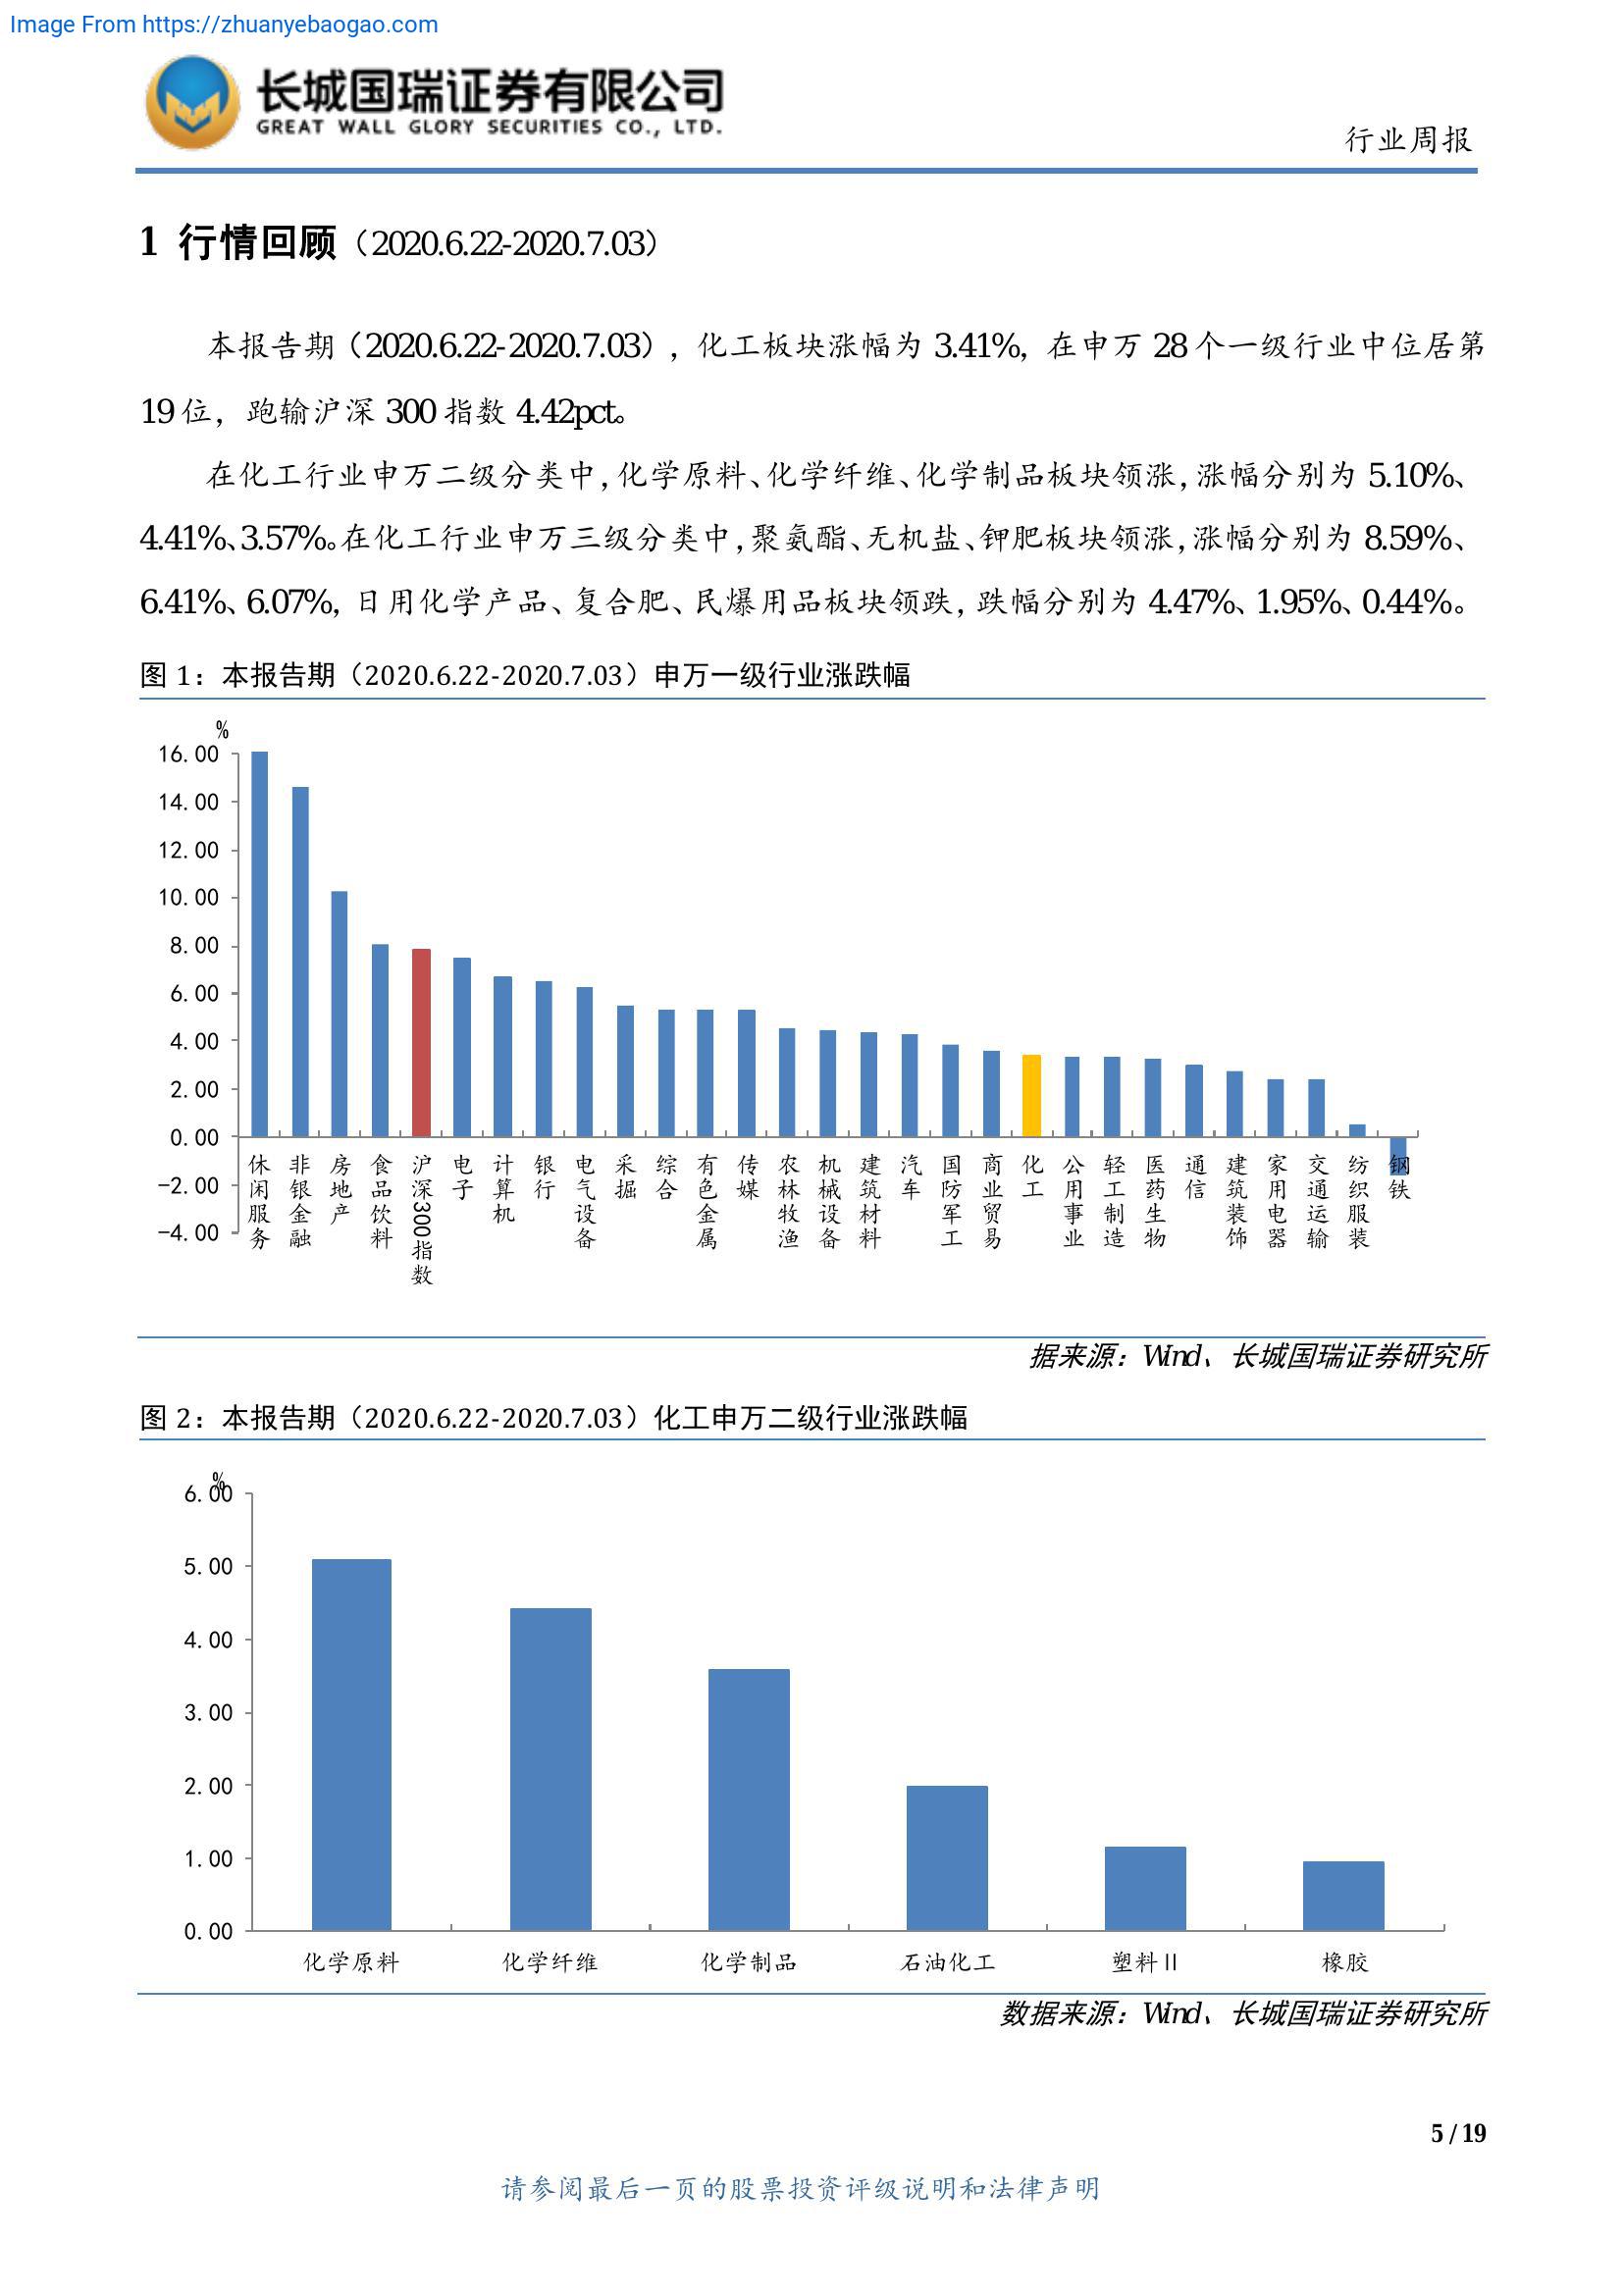 Image From https://zhuanyebaogao.com
长城国瑞证券有限公司
GREAT WALL GLORY SECURITIES CO., LTD.
行业周报
1 行情回顾（2020.6.22-2020.7.03）
本报告期（2020.6.22-2020.7.03），化工板块涨幅为 3.41%，在申万 28 个一级行业中位居第
19 位，跑输沪深 300 指数 4.42pct。
在化工行业申万二级分类中，化学原料、化学纤维、化学制品板块领涨，涨幅分别为 5.10%、
4.41%、3.57%。在化工行业申万三级分类中，聚氨酯、无机盐、钾肥板块领涨，涨幅分别为 8.59%、
6.41%、6.07%，日用化学产品、复合肥、民爆用品板块领跌，跌幅分别为 4.47%、1.95%、0.44%。
图 1：本报告期（2020.6.22-2020.7.03）申万一级行业涨跌幅
%
16.00
14.00
12.00
10.00
8.00
6.00
4.00
2.00
0.00
-2.00
-4.00
休闲服务
非银金融
房地产
食品饮料
沪深300指数
电子
计算机
银行
电气设备
采掘
综合
有色金属
传媒
农林牧渔
机械设备
建筑材料
汽车
国防军工
商业贸易
化工
公用事业
轻工制造
医药生物
通信
建筑装饰
家用电器
交通运输
纺织服装
钢铁
据来源：Wind、长城国瑞证券研究所
图 2：本报告期（2020.6.22-2020.7.03）化工申万二级行业涨跌幅
%
6.00
5.00
4.00
3.00
2.00
1.00
0.00
化学原料 化学纤维 化学制品 石油化工 塑料Ⅱ 橡胶
数据来源：Wind、长城国瑞证券研究所
5 / 19
请参阅最后一页的股票投资评级说明和法律声明